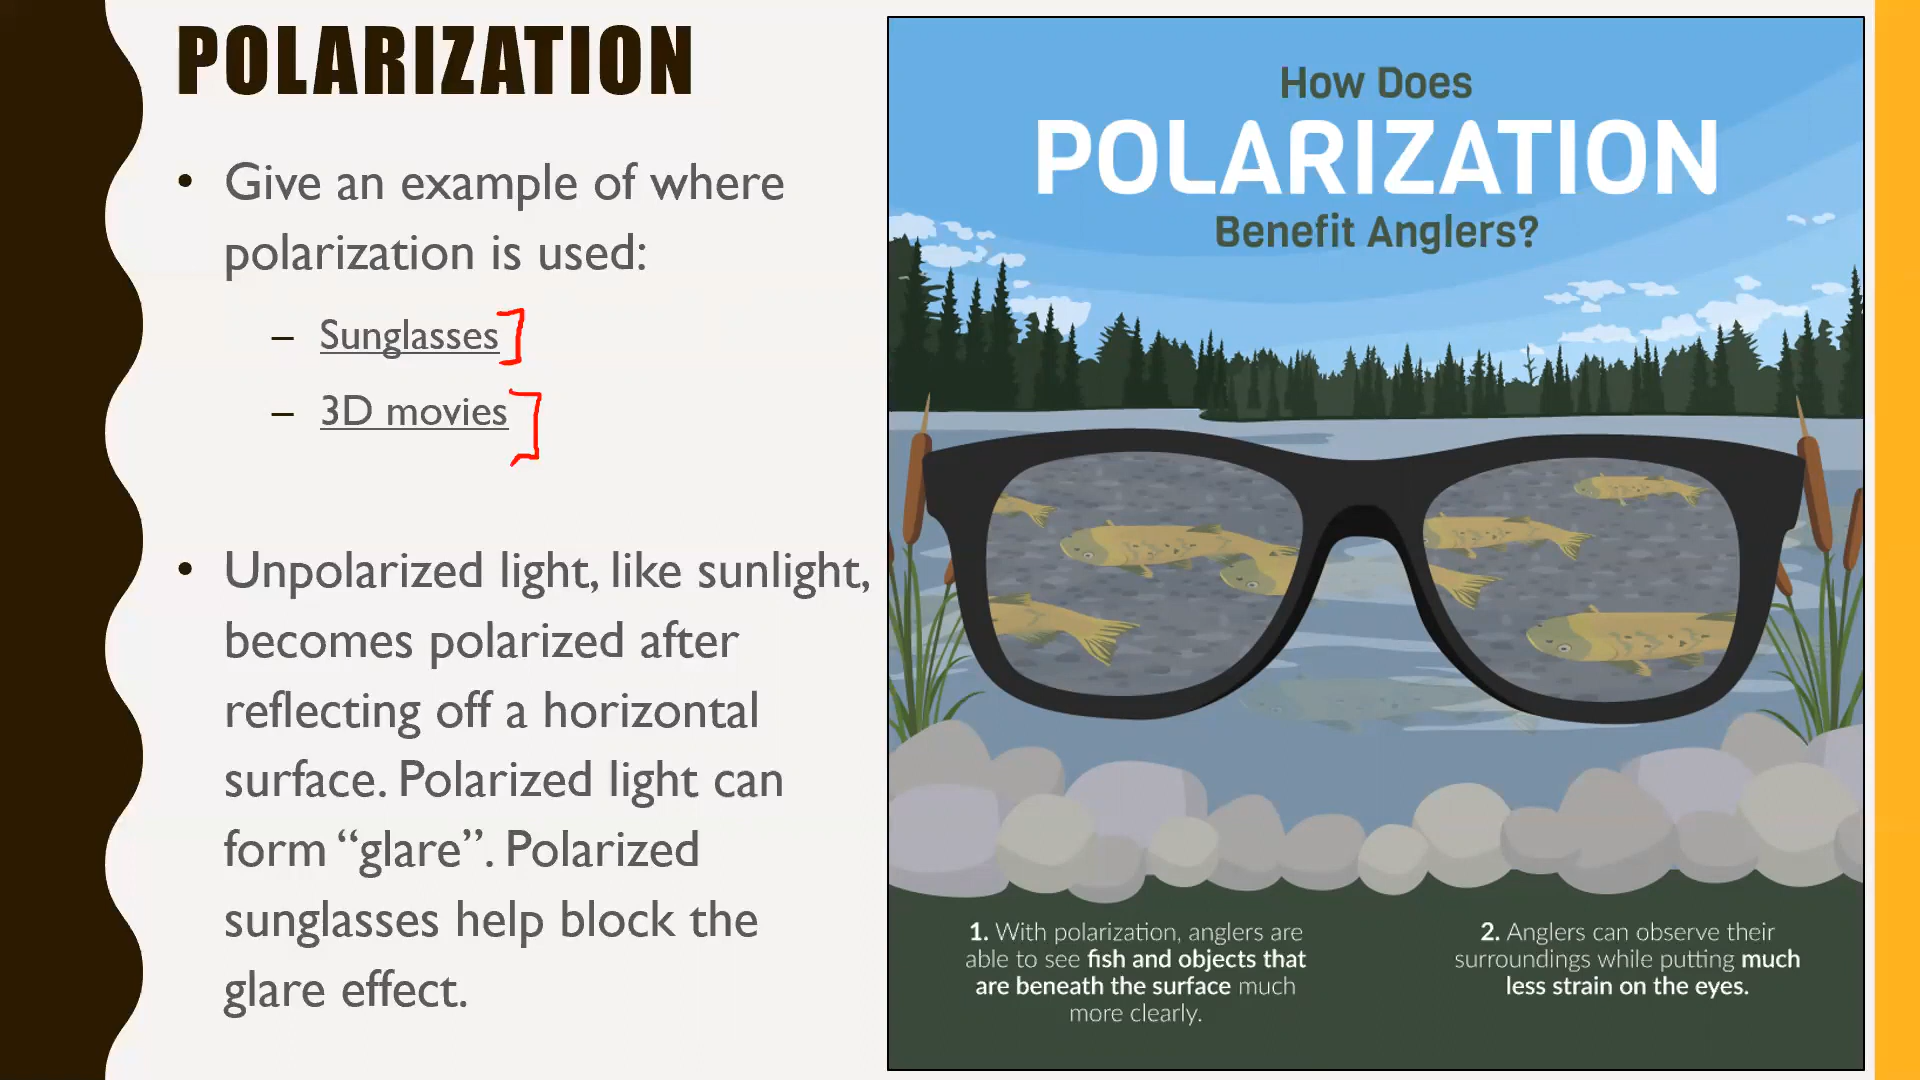 POLARIZATION
• Give an example of where
polarization is used:
– Sunglasses
– 3D movies
• Unpolarized light, like sunlight,
becomes polarized after
reflecting off a horizontal
surface. Polarized light can
form “glare”. Polarized
sunglasses help block the
glare effect.
How Does
POLARIZATION
Benefit Anglers?
1. With polarization, anglers are
able to see fish and objects that
are beneath the surface much
more clearly.
2. Anglers can observe their
surroundings while putting much
less strain on the eyes.